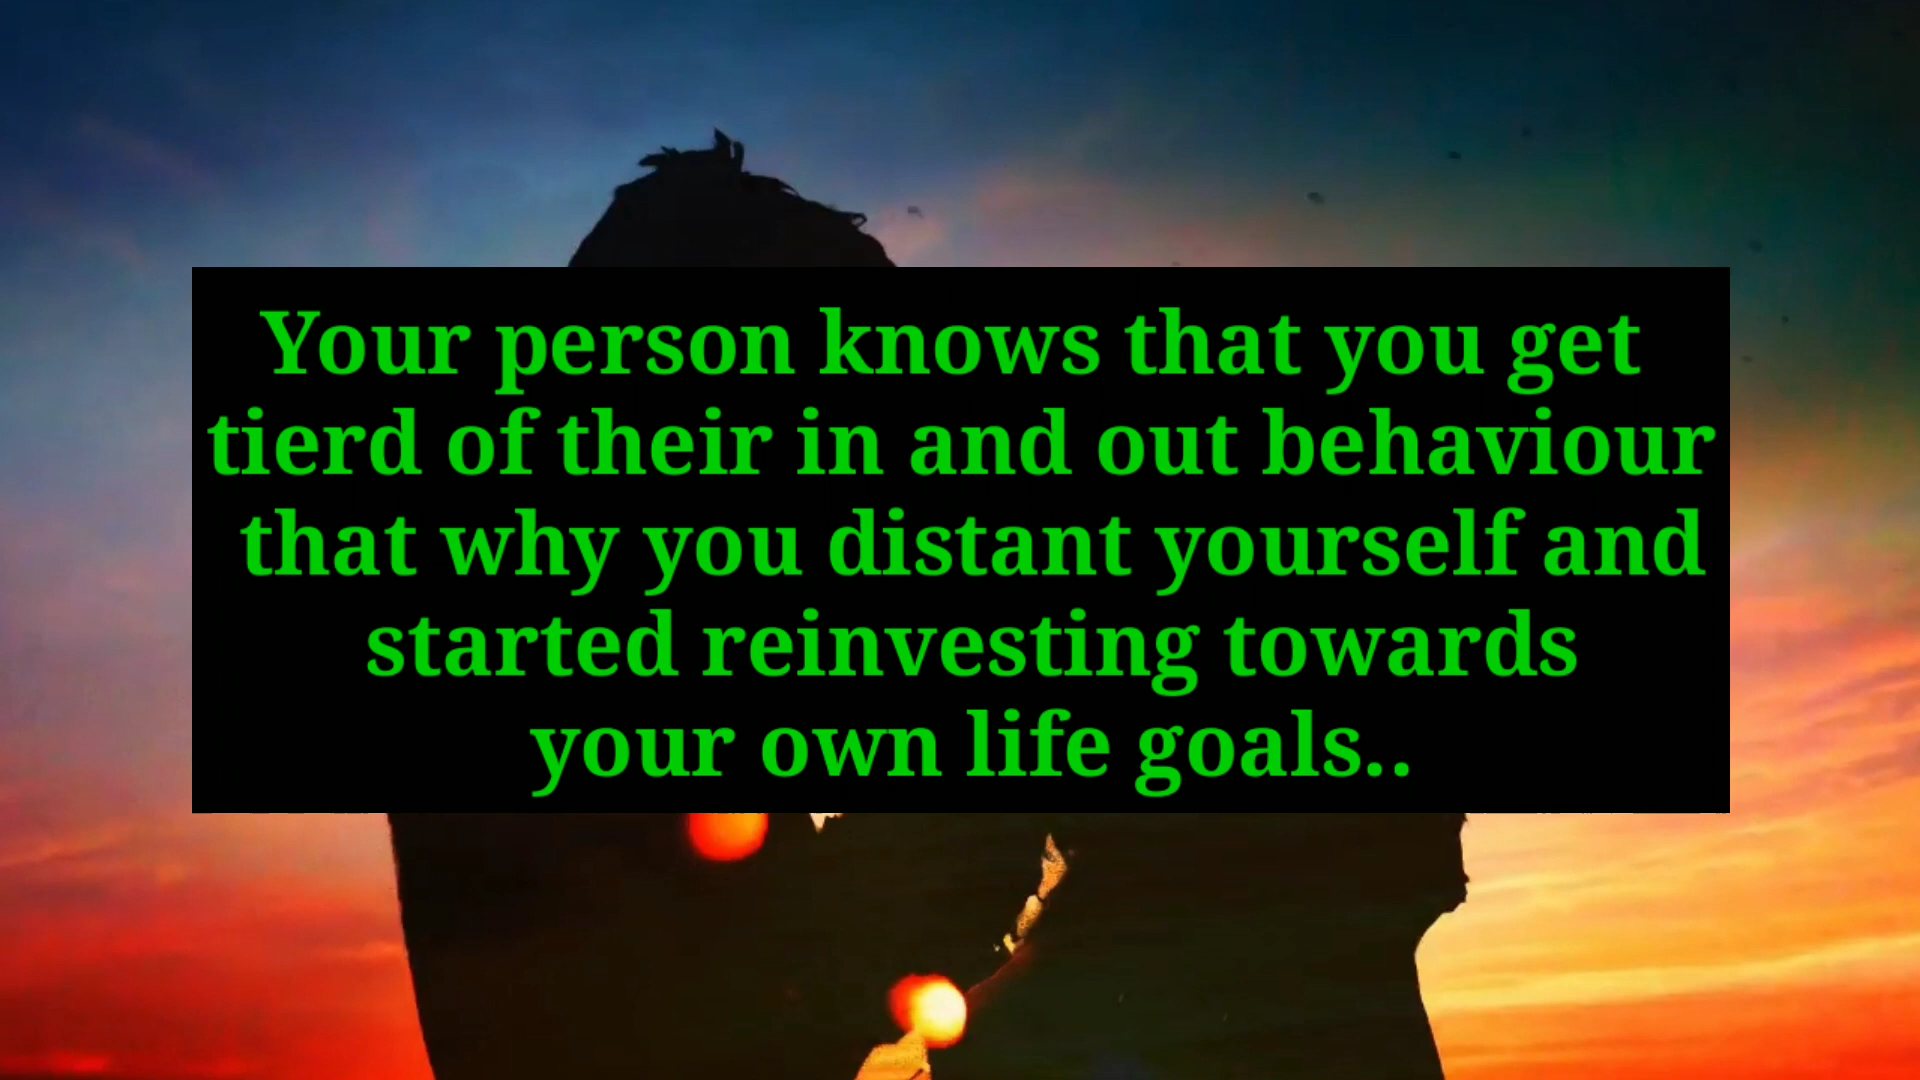 Your person knows that you get
tierd of their in and out behaviour
that why you distant yourself and
started reinvesting towards
your own life goals..